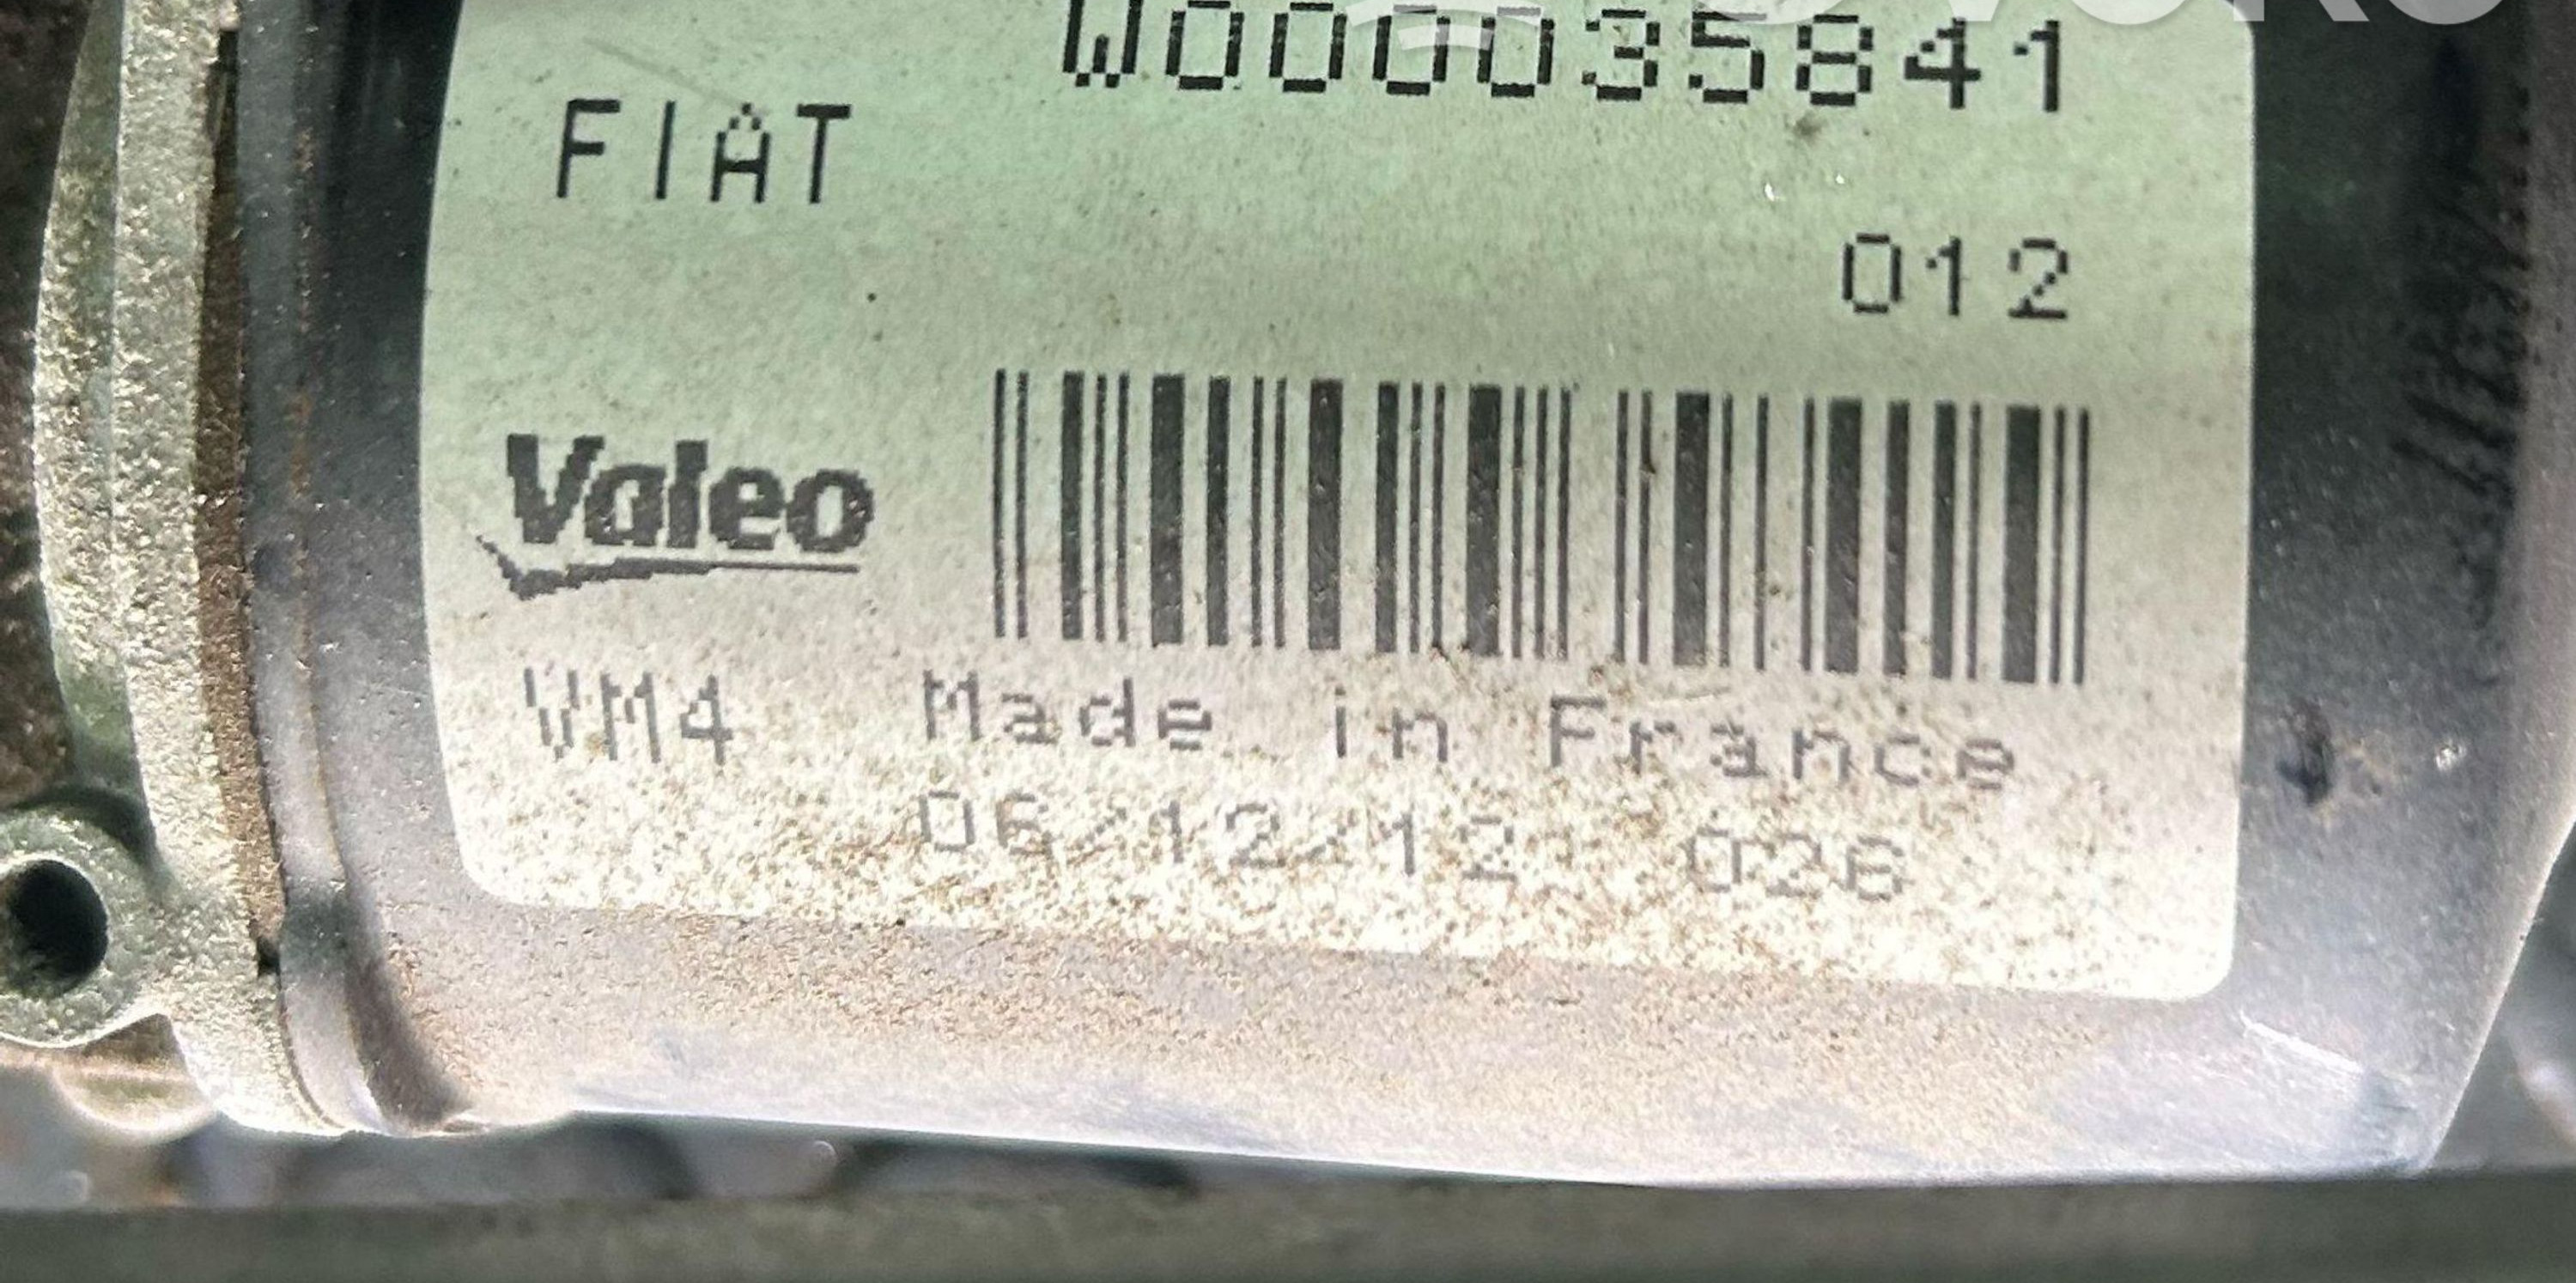 W000035841
FIAT
012
Valeo
VM4 Made in France
06/12/12 026